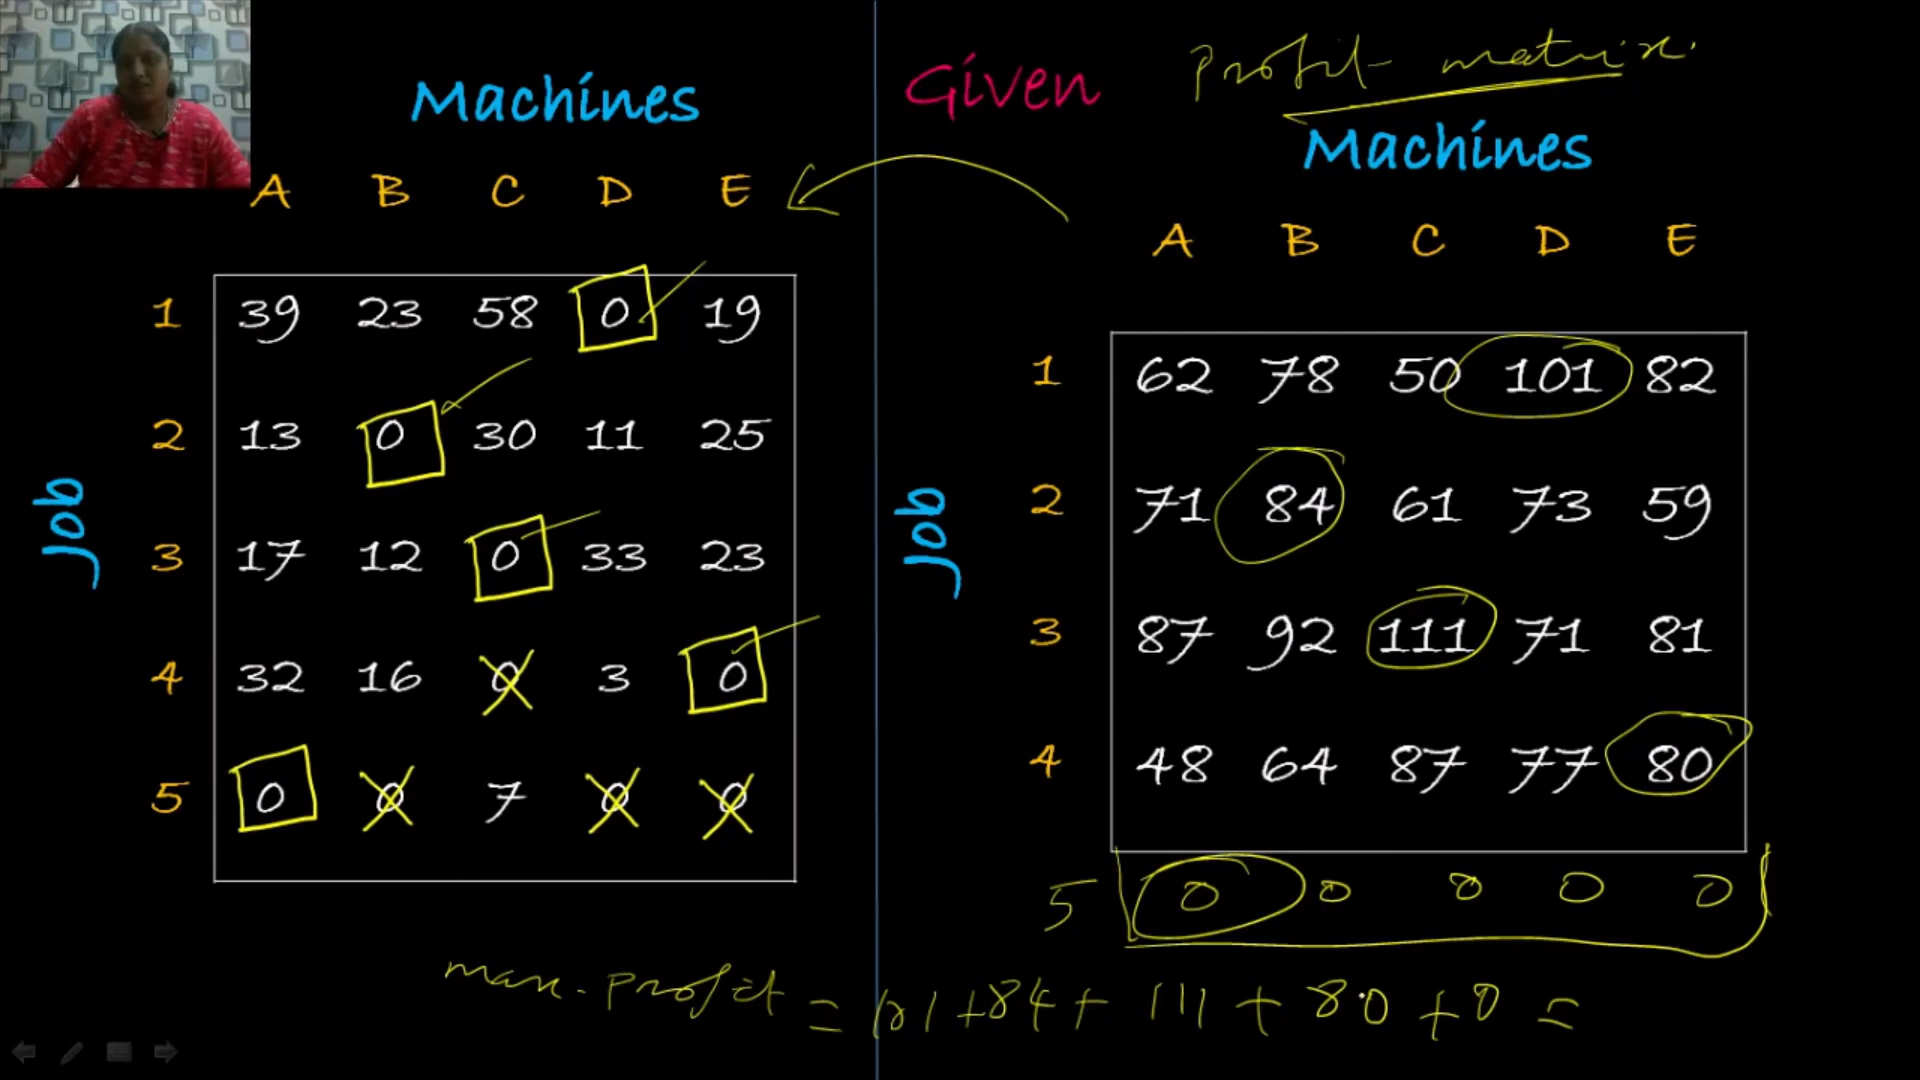 Machines
A B C D E
Job
1 39 23 58 0 19
2 13 0 30 11 25
3 17 12 0 33 23
4 32 16 0 3 0
5 0 0 7 0 0
Given
Profit matrix.
Machines
A B C D E
Job
1 62 78 50 101 82
2 71 84 61 73 59
3 87 92 111 71 81
4 48 64 87 77 80
5 0 0 0 0 0
max. Profit = 101 + 84 + 111 + 80 + 0 =